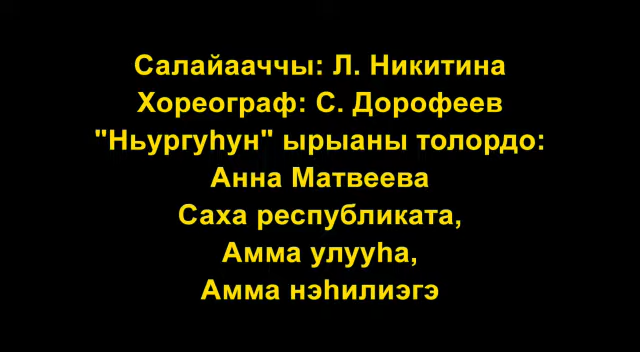 Салайааччы: Л. Никитина
Хореограф: С. Дорофеев
"Ньургуһун" ырыаны толордо:
Анна Матвеева
Саха республиката,
Амма улууһа,
Амма нэһилиэгэ